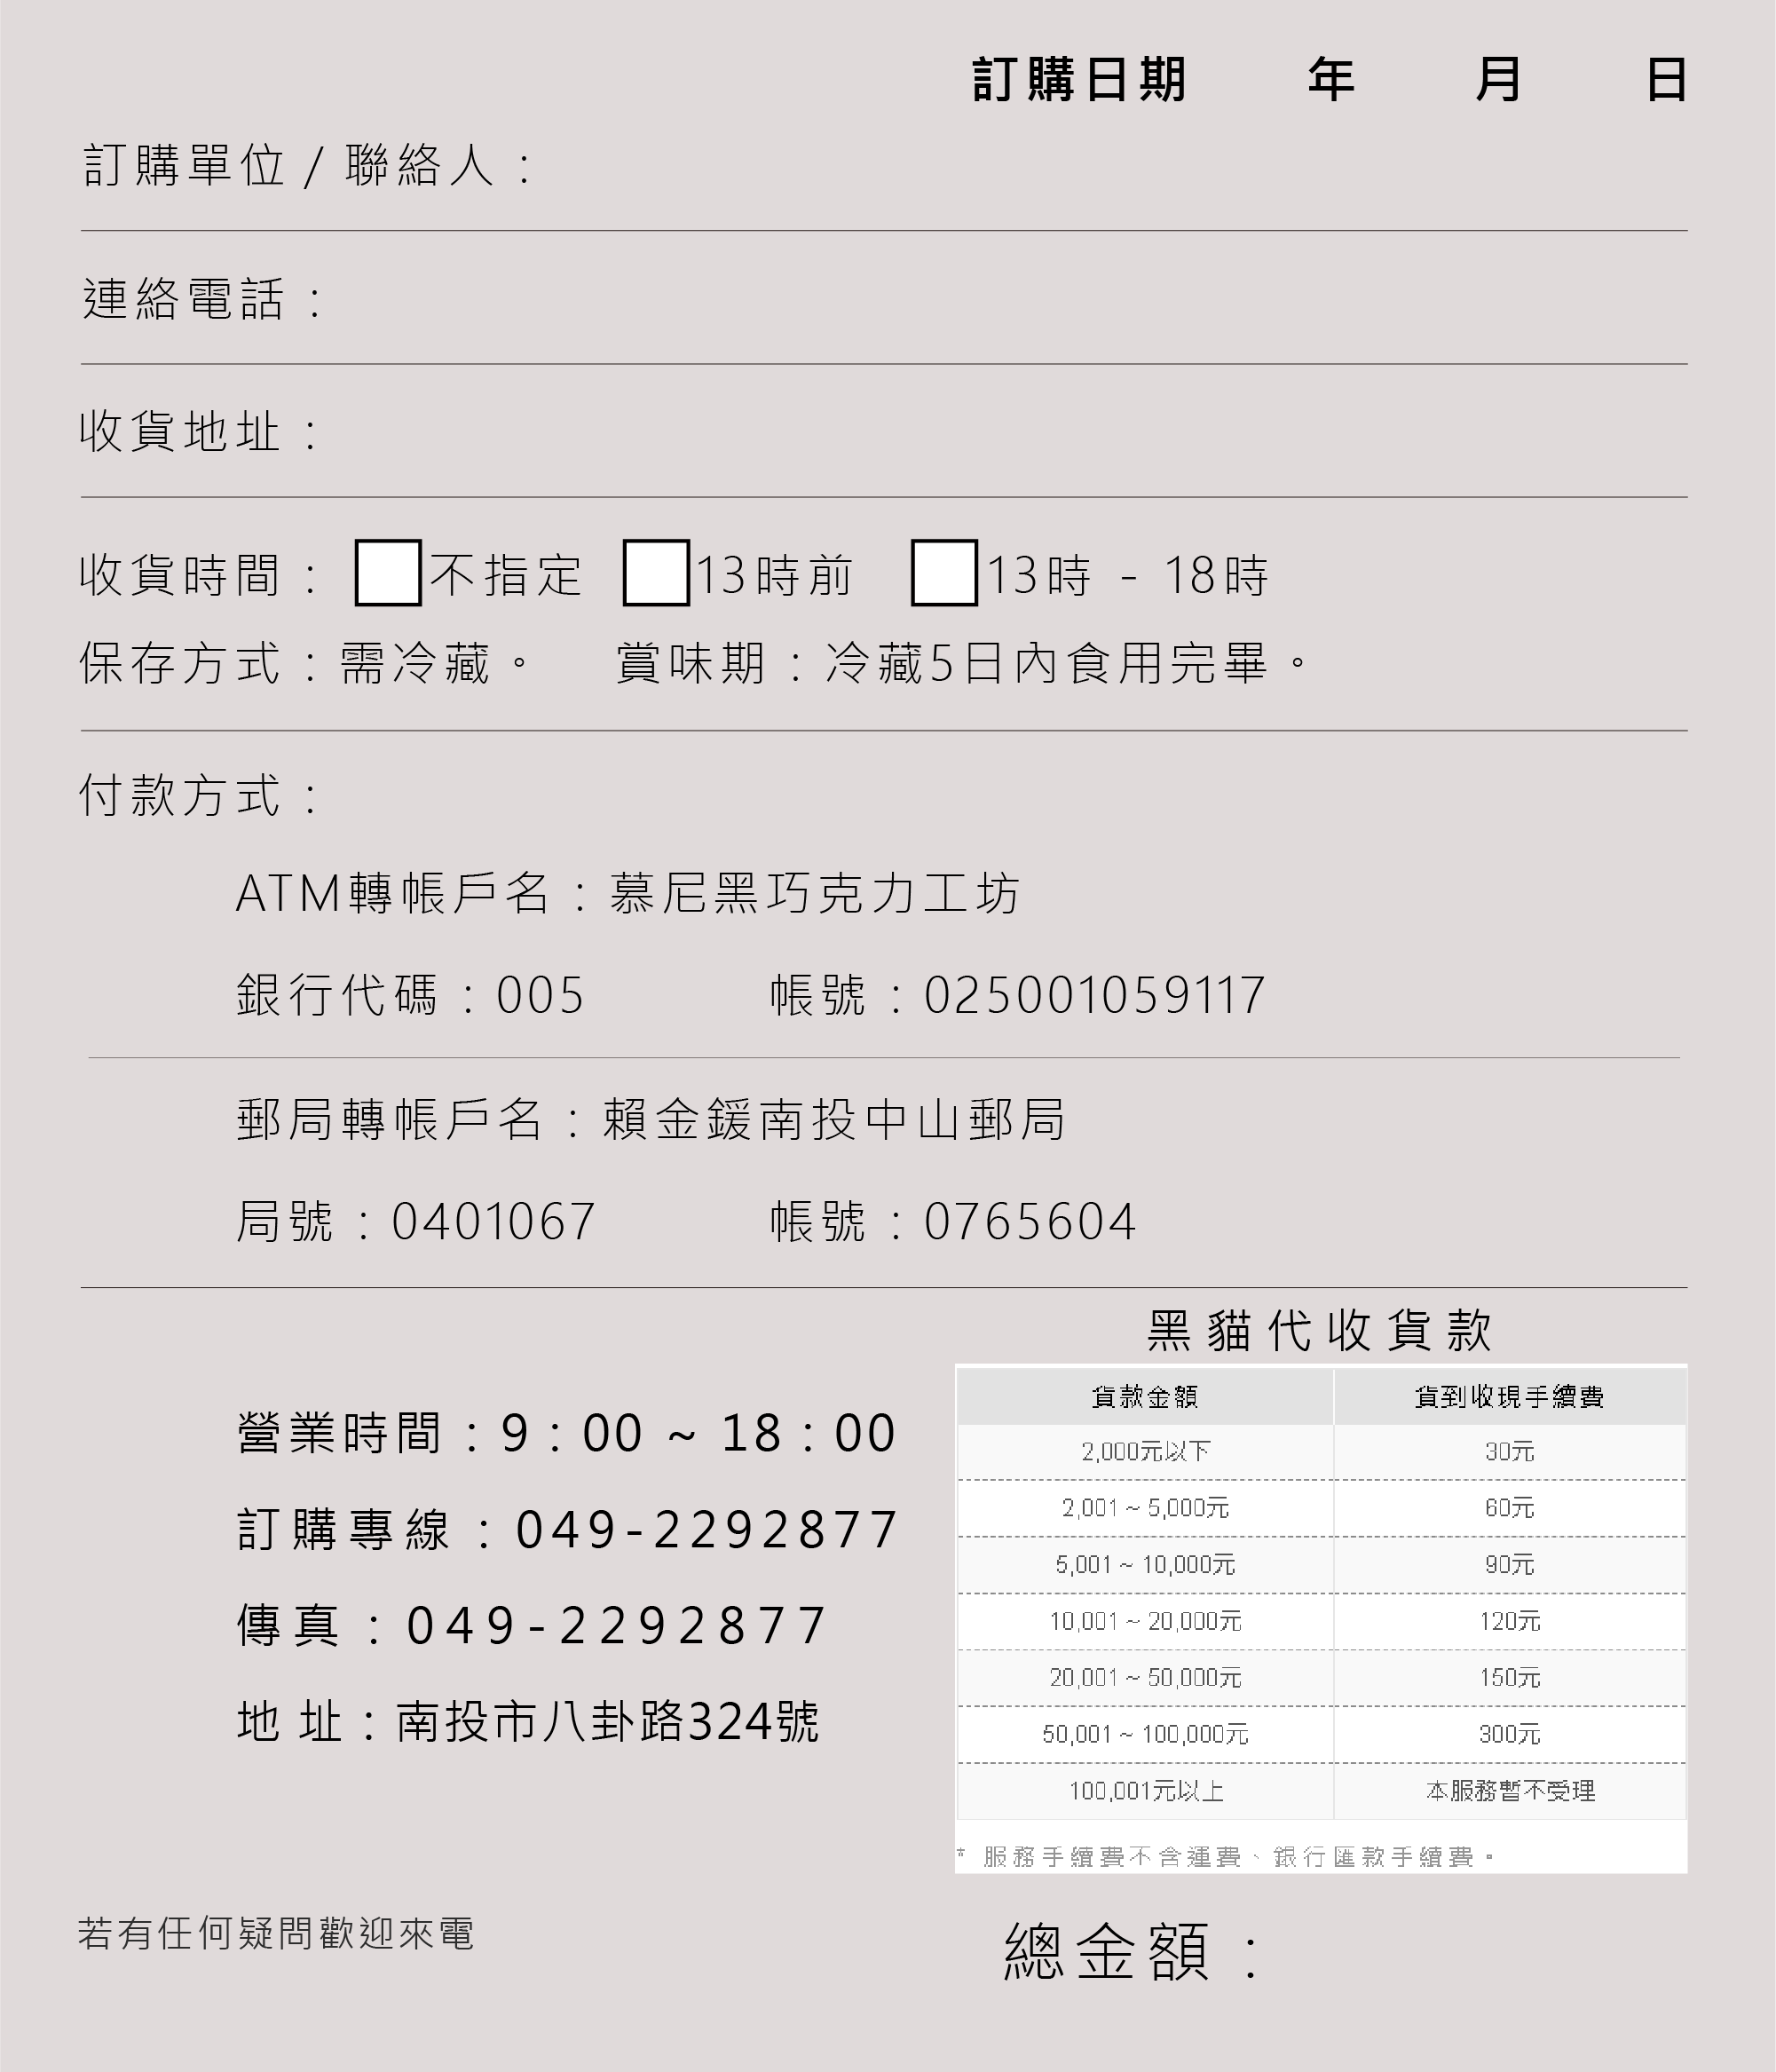 訂購日期 年 月 日
訂購單位 / 聯絡人：
連絡電話：
收貨地址：
收貨時間： □不指定 □13時前 □13時 - 18時
保存方式：需冷藏。 賞味期：冷藏5日內食用完畢。
付款方式：
ATM轉帳戶名：慕尼黑巧克力工坊
銀行代碼：005 帳號：025001059117
郵局轉帳戶名：賴金鍰南投中山郵局
局號：0401067 帳號：0765604
營業時間：9：00 ~ 18：00
訂購專線：049-2292877
傳真：049-2292877
地 址：南投市八卦路324號
黑貓代收貨款
貨款金額 貨到收現手續費
2,000元以下 30元
2,001 ~ 5,000元 60元
5,001 ~ 10,000元 90元
10,001 ~ 20,000元 120元
20,001 ~ 50,000元 150元
50,001 ~ 100,000元 300元
100,001元以上 本服務暫不受理
* 服務手續費不含運費、銀行匯款手續費。
若有任何疑問歡迎來電
總金額：